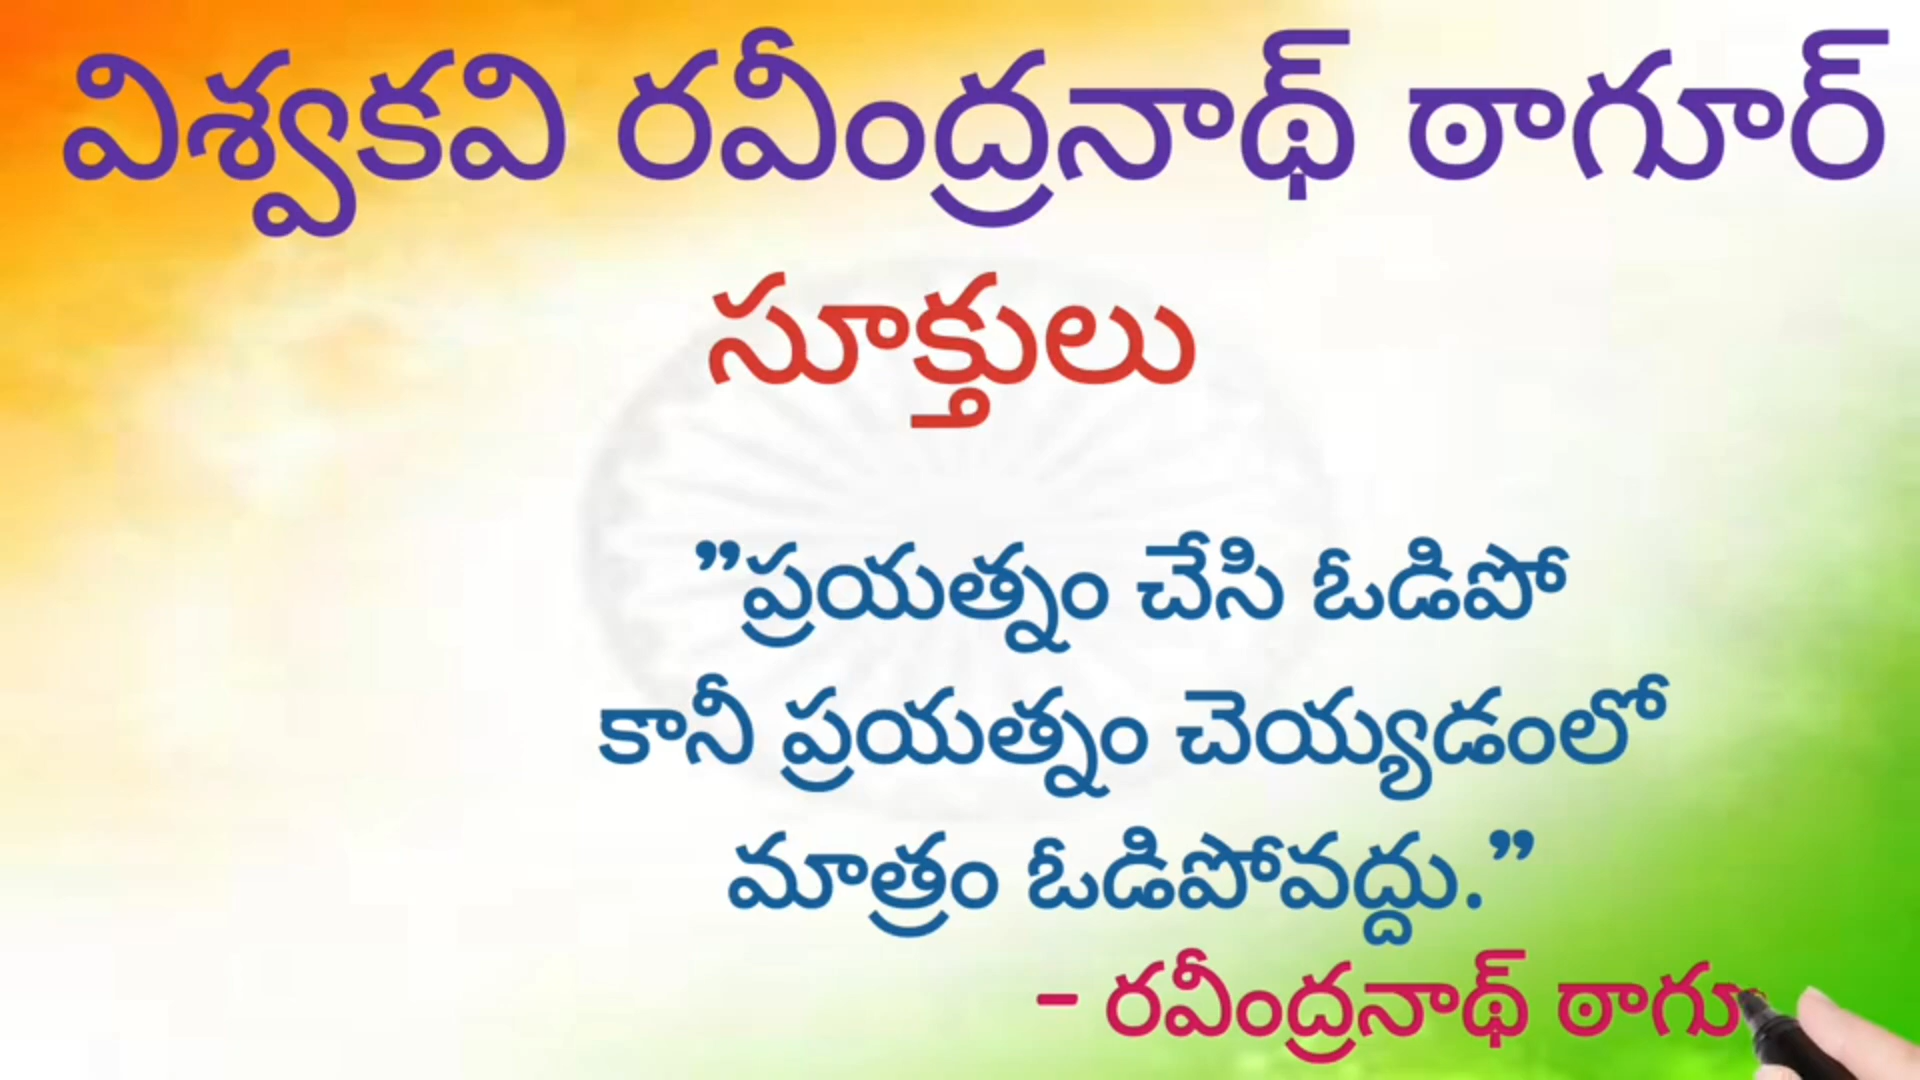 విశ్వకవి రవీంద్రనాథ్ ఠాగూర్
సూక్తులు
”ప్రయత్నం చేసి ఓడిపో
కానీ ప్రయత్నం చెయ్యడంలో
మాత్రం ఓడిపోవద్దు.”
- రవీంద్రనాథ్ ఠాగూ